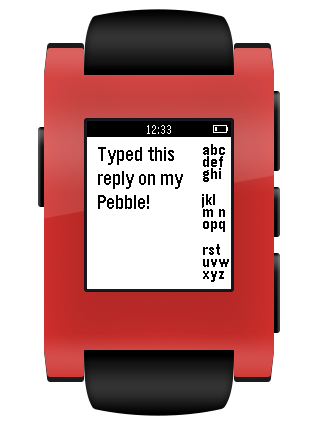 12:33
Typed this
reply on my
Pebble!
abc
def
ghi
jkl
m n
opq
rst
uvw
xyz